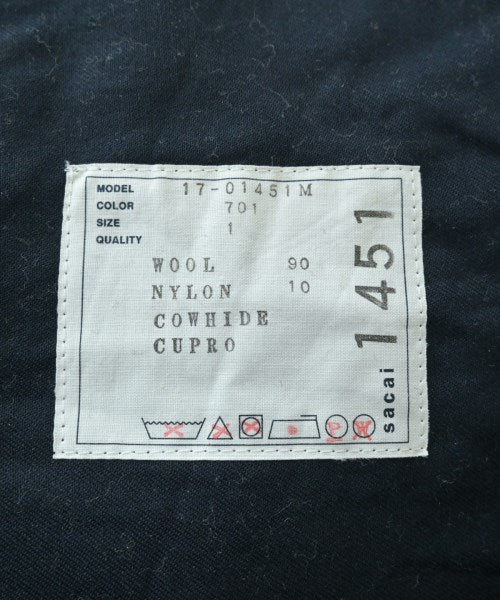 MODEL 17-01451M
COLOR 701
SIZE 1
QUALITY
WOOL 90
NYLON 10
COWHIDE
CUPRO
sacai 1451
P W